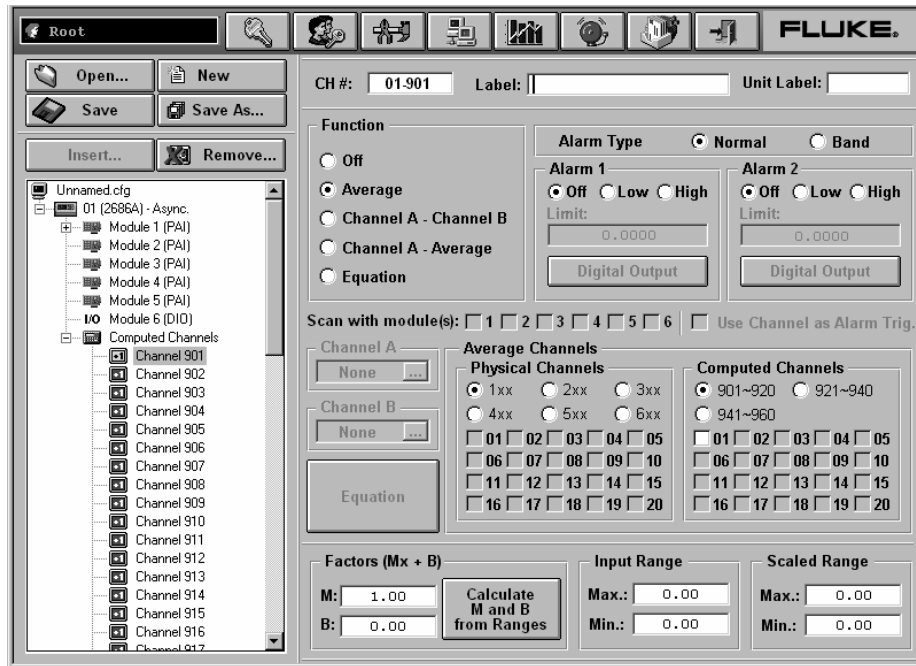 Root
FLUKE®
Open... New
Save Save As...
Insert... Remove...
Unnamed.cfg
01 (2686A) - Async.
Module 1 (PAI)
Module 2 (PAI)
Module 3 (PAI)
Module 4 (PAI)
Module 5 (PAI)
I/O Module 6 (DIO)
Computed Channels
Channel 901
Channel 902
Channel 903
Channel 904
Channel 905
Channel 906
Channel 907
Channel 908
Channel 909
Channel 910
Channel 911
Channel 912
Channel 913
Channel 914
Channel 915
Channel 916
Channel 917
CH #: 01-901 Label: Unit Label:
Function
Off
Average
Channel A - Channel B
Channel A - Average
Equation
Alarm Type Normal Band
Alarm 1
Off Low High
Limit:
0.0000
Digital Output
Alarm 2
Off Low High
Limit:
0.0000
Digital Output
Scan with module(s): 1 2 3 4 5 6 Use Channel as Alarm Trig.
Channel A
None ...
Channel B
None ...
Equation
Average Channels
Physical Channels
1xx 2xx 3xx
4xx 5xx 6xx
01 02 03 04 05
06 07 08 09 10
11 12 13 14 15
16 17 18 19 20
Computed Channels
901~920 921~940
941~960
01 02 03 04 05
06 07 08 09 10
11 12 13 14 15
16 17 18 19 20
Factors (Mx + B)
M: 1.00
B: 0.00
Calculate
M and B
from Ranges
Input Range
Max.: 0.00
Min.: 0.00
Scaled Range
Max.: 0.00
Min.: 0.00